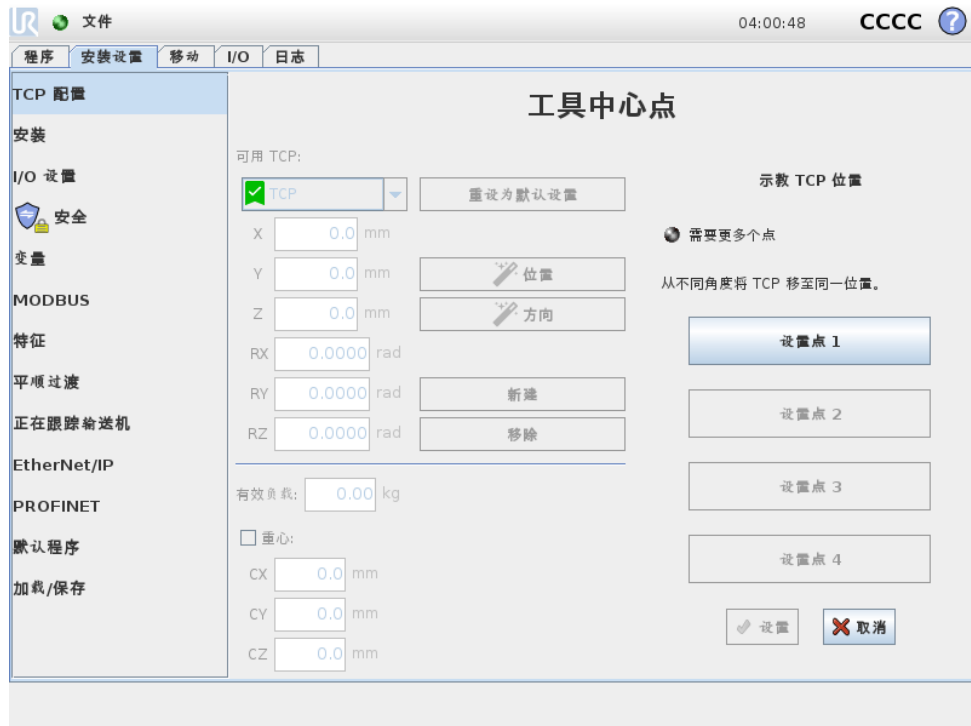 UR 文件 04:00:48 CCCC ?
程序 安装设置 移动 I/O 日志
TCP 配置
安装
I/O 设置
安全
变量
MODBUS
特征
平顺过渡
正在跟踪输送机
EtherNet/IP
PROFINET
默认程序
加载/保存
工具中心点
可用 TCP:
TCP 重设为默认设置
X 0.0 mm
Y 0.0 mm 位置
Z 0.0 mm 方向
RX 0.0000 rad
RY 0.0000 rad 新建
RZ 0.0000 rad 移除
有效负载: 0.00 kg
重心:
CX 0.0 mm
CY 0.0 mm
CZ 0.0 mm
示教 TCP 位置
需要更多个点
从不同角度将 TCP 移至同一位置。
设置点 1
设置点 2
设置点 3
设置点 4
设置 取消